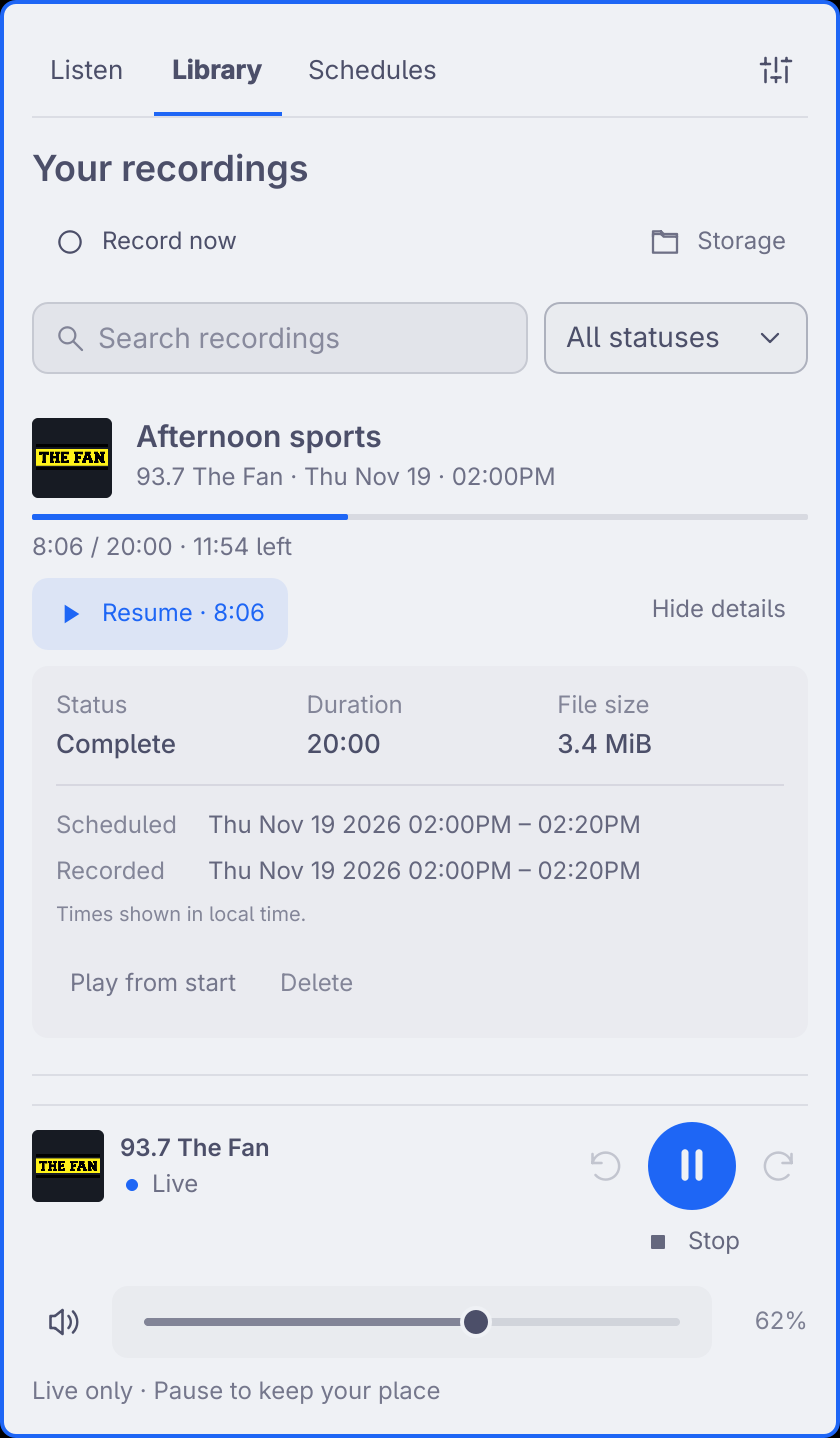 Listen Library Schedules
Your recordings
Record now Storage
Search recordings All statuses
THE FAN
Afternoon sports
93.7 The Fan · Thu Nov 19 · 02:00PM
8:06 / 20:00 · 11:54 left
Resume · 8:06 Hide details
Status Duration File size
Complete 20:00 3.4 MiB
Scheduled Thu Nov 19 2026 02:00PM – 02:20PM
Recorded Thu Nov 19 2026 02:00PM – 02:20PM
Times shown in local time.
Play from start Delete
THE FAN
93.7 The Fan
Live
Stop
62%
Live only · Pause to keep your place